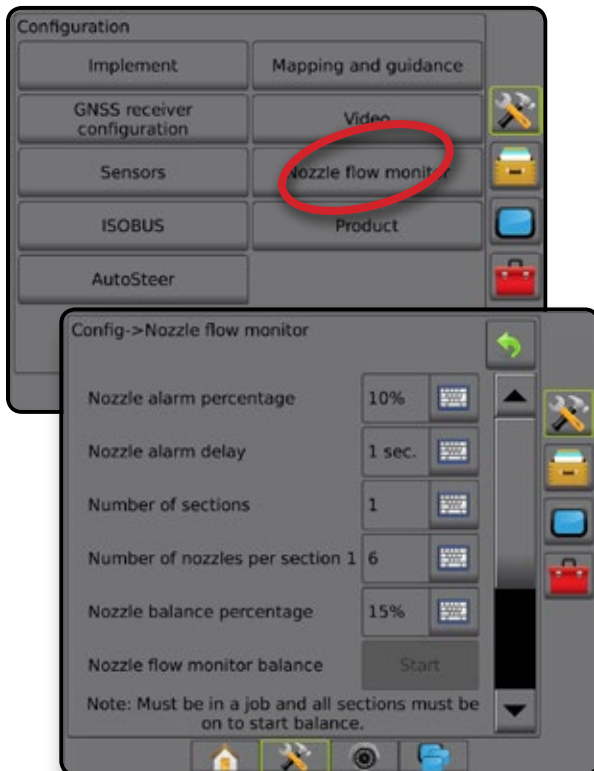 Configuration
Implement
Mapping and guidance
GNSS receiver
configuration
Video
Sensors
Nozzle flow monitor
ISOBUS
Product
AutoSteer
Config->Nozzle flow monitor
Nozzle alarm percentage
10%
Nozzle alarm delay
1 sec.
Number of sections
1
Number of nozzles per section 1
6
Nozzle balance percentage
15%
Nozzle flow monitor balance
Start
Note: Must be in a job and all sections must be
on to start balance.